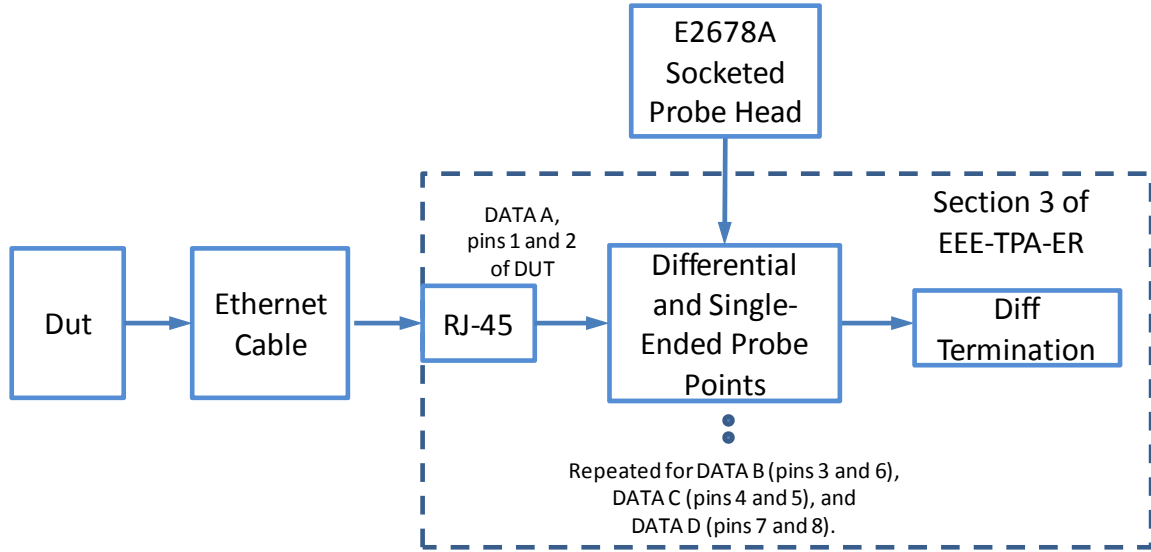 E2678A
Socketed
Probe Head
Section 3 of
EEE-TPA-ER
DATA A,
pins 1 and 2
of DUT
Dut
Ethernet
Cable
RJ-45
Differential
and Single-
Ended Probe
Points
Diff
Termination
Repeated for DATA B (pins 3 and 6),
DATA C (pins 4 and 5), and
DATA D (pins 7 and 8).